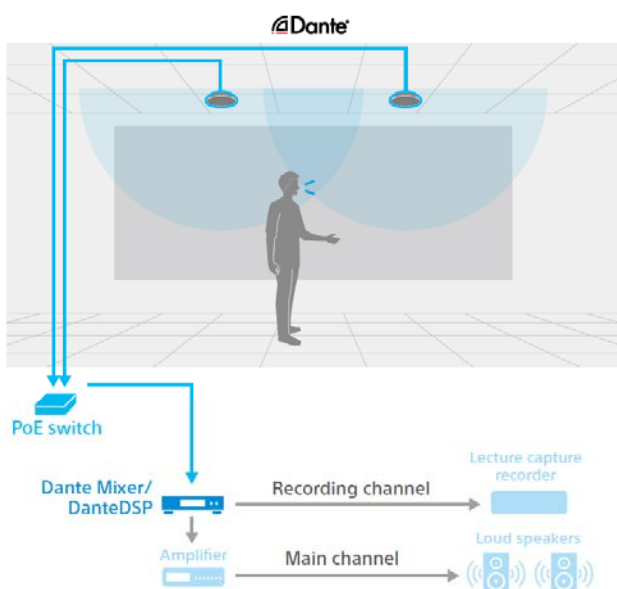 Dante
PoE switch
Lecture capture
recorder
Dante Mixer/
DanteDSP
Recording channel
Loud speakers
Amplifier
Main channel